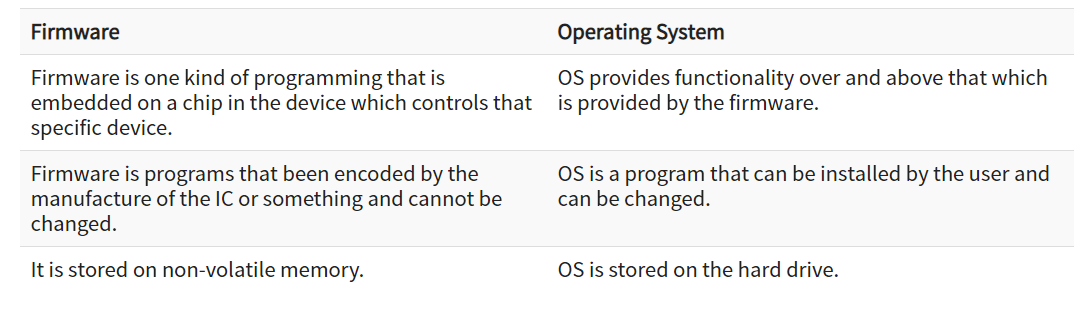 Firmware
Operating System
Firmware is one kind of programming that is
embedded on a chip in the device which controls that
specific device.
OS provides functionality over and above that which
is provided by the firmware.
Firmware is programs that been encoded by the
manufacture of the IC or something and cannot be
changed.
OS is a program that can be installed by the user and
can be changed.
It is stored on non-volatile memory.
OS is stored on the hard drive.